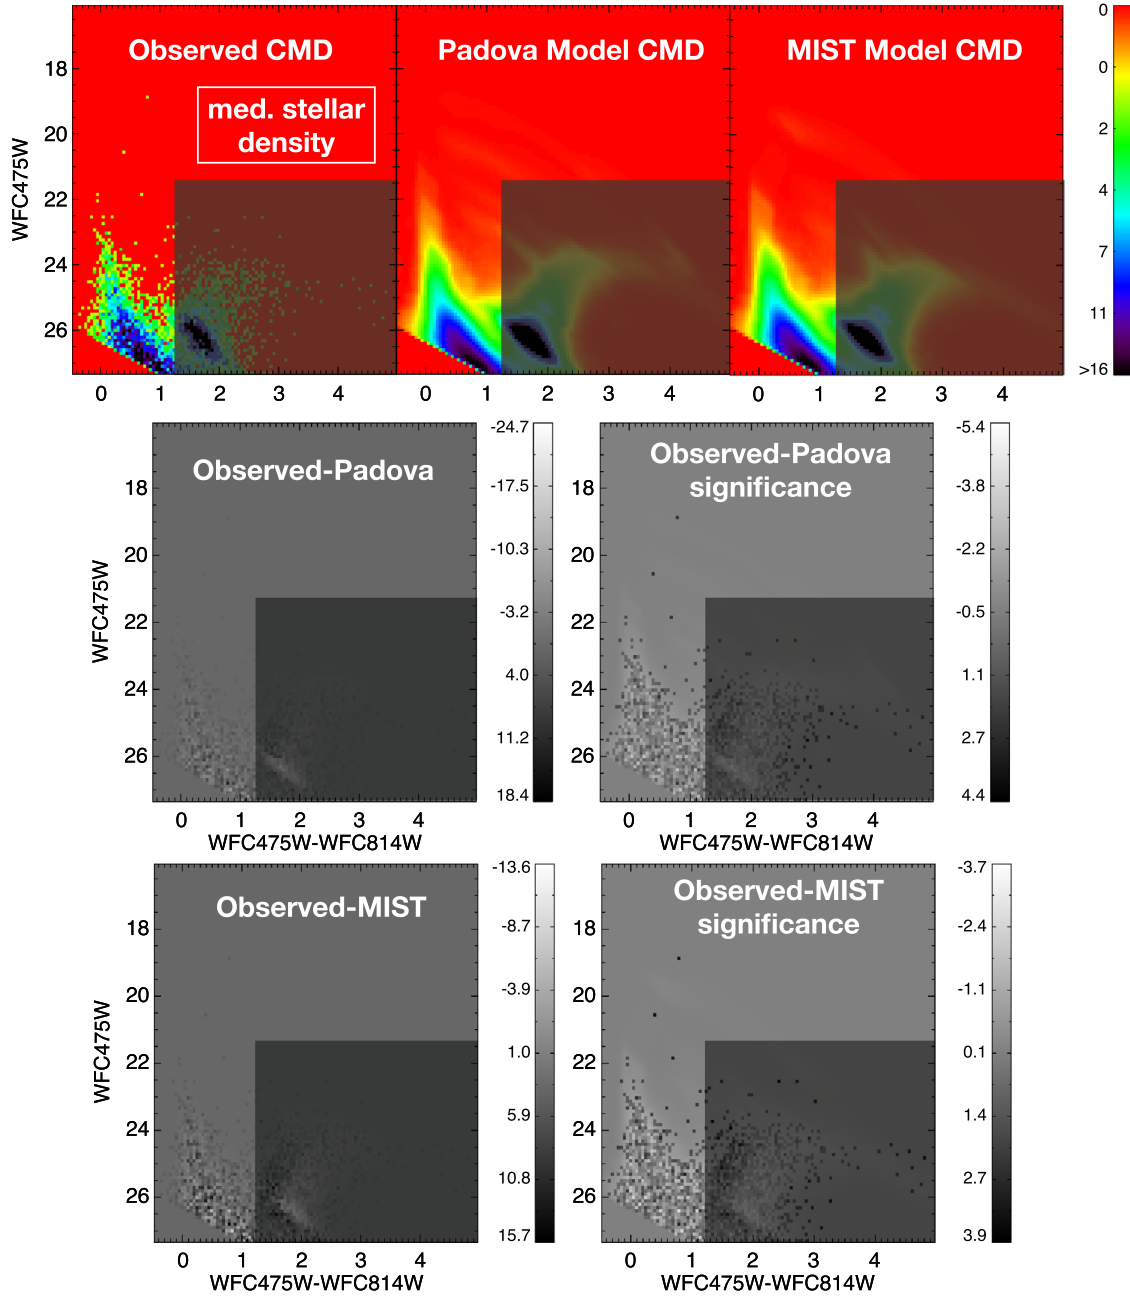 Observed CMD
Padova Model CMD
MIST Model CMD
med. stellar
density
WFC475W
18
20
22
24
26
0 1 2 3 4
0 1 2 3 4
0 1 2 3 4
0
0
2
4
7
11
>16
Observed-Padova
WFC475W
18
20
22
24
26
0 1 2 3 4
WFC475W-WFC814W
-24.7
-17.5
-10.3
-3.2
4.0
11.2
18.4
Observed-Padova
significance
18
20
22
24
26
0 1 2 3 4
WFC475W-WFC814W
-5.4
-3.8
-2.2
-0.5
1.1
2.7
4.4
Observed-MIST
WFC475W
18
20
22
24
26
0 1 2 3 4
WFC475W-WFC814W
-13.6
-8.7
-3.9
1.0
5.9
10.8
15.7
Observed-MIST
significance
18
20
22
24
26
0 1 2 3 4
WFC475W-WFC814W
-3.7
-2.4
-1.1
0.1
1.4
2.7
3.9